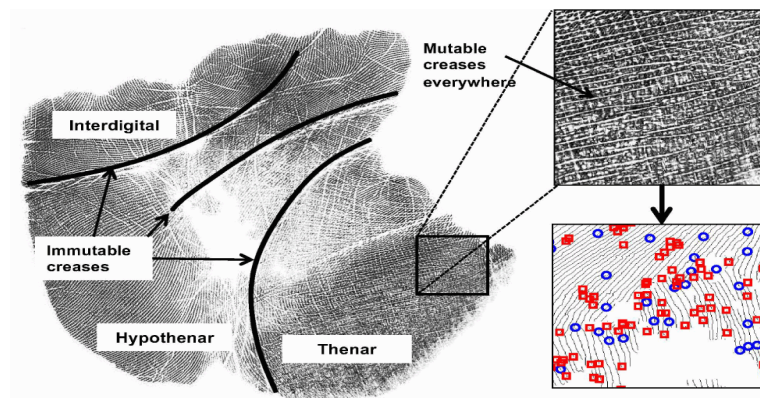 Mutable
creases
everywhere
Interdigital
Immutable
creases
Hypothenar
Thenar